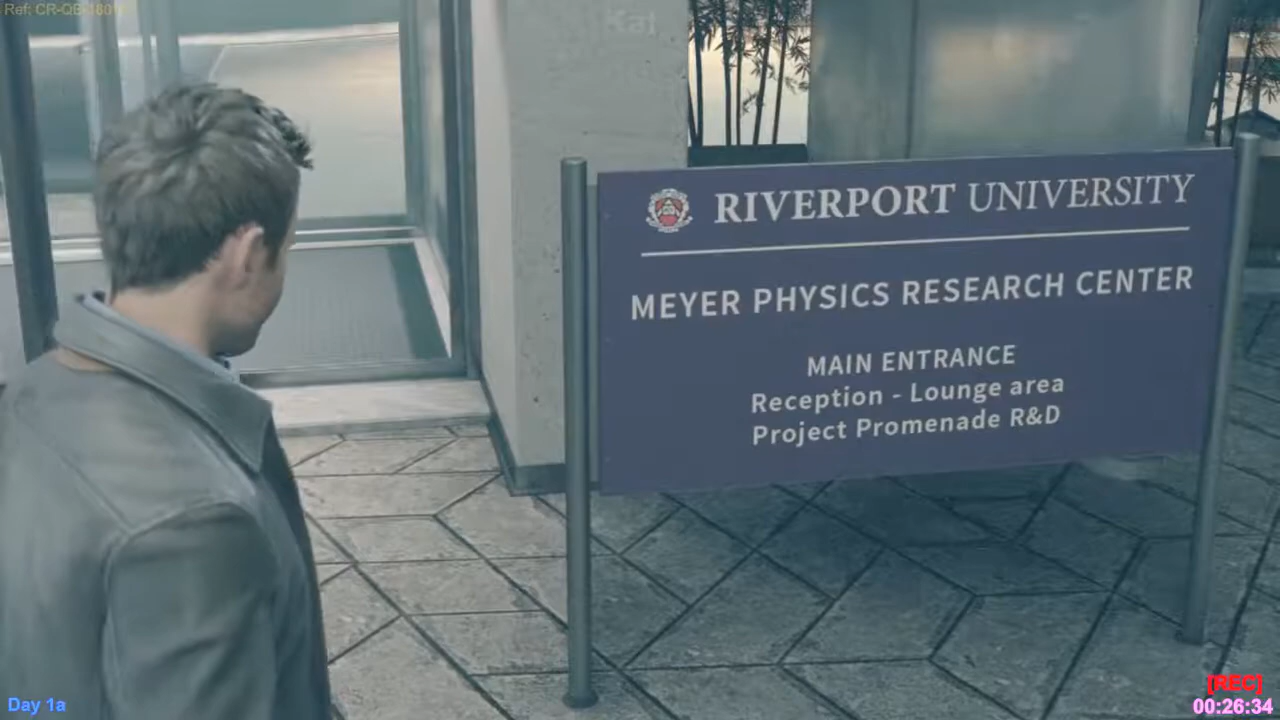 RIVERPORT UNIVERSITY
MEYER PHYSICS RESEARCH CENTER
MAIN ENTRANCE
Reception - Lounge area
Project Promenade R&D
Day 1a
[REC]
00:26:34